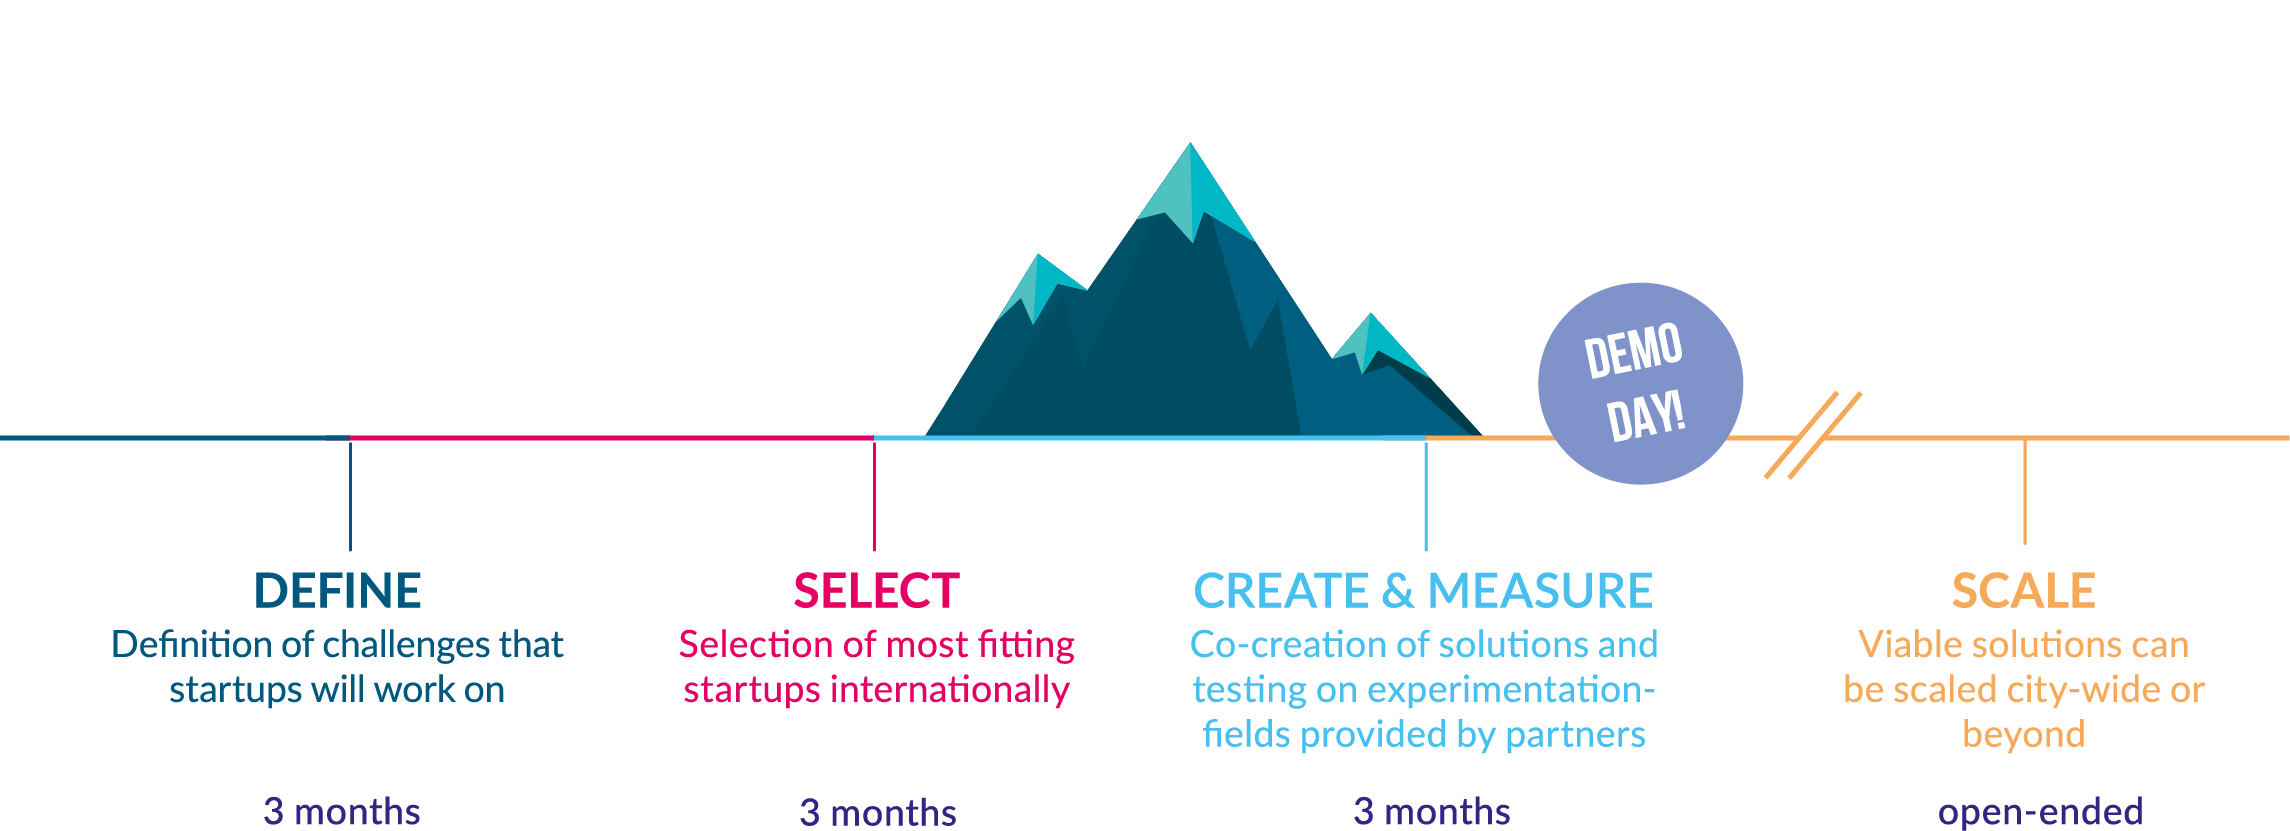 DEMO
DAY!
DEFINE
Definition of challenges that
startups will work on
3 months
SELECT
Selection of most fitting
startups internationally
3 months
CREATE & MEASURE
Co-creation of solutions and
testing on experimentation-
fields provided by partners
3 months
SCALE
Viable solutions can
be scaled city-wide or
beyond
open-ended